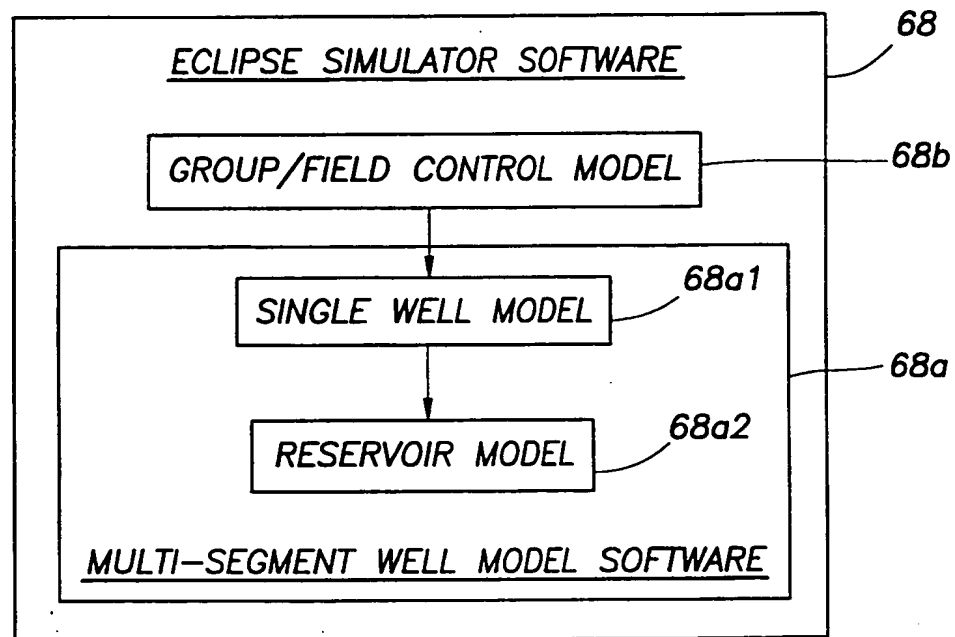 68
ECLIPSE SIMULATOR SOFTWARE
GROUP/FIELD CONTROL MODEL
68b
68a1
SINGLE WELL MODEL
68a
68a2
RESERVOIR MODEL
MULTI-SEGMENT WELL MODEL SOFTWARE